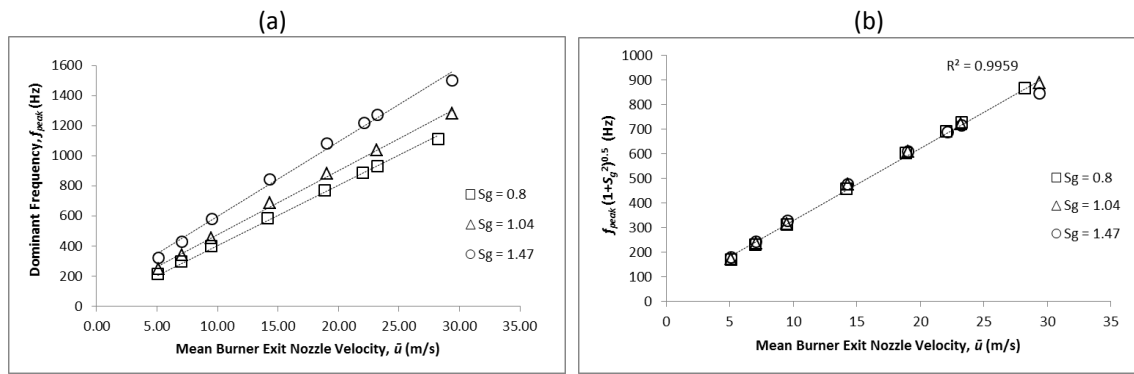 (a)
Dominant Frequency, f_peak (Hz)
1600
1400
1200
1000
800
600
400
200
0
0.00 5.00 10.00 15.00 20.00 25.00 30.00 35.00
Mean Burner Exit Nozzle Velocity, ū (m/s)
Sg = 0.8
Sg = 1.04
Sg = 1.47
(b)
f_peak (1+S_g²)^0.5 (Hz)
1000
900
800
700
600
500
400
300
200
100
0
0 5 10 15 20 25 30 35
Mean Burner Exit Nozzle Velocity, ū (m/s)
R² = 0.9959
Sg = 0.8
Sg = 1.04
Sg = 1.47